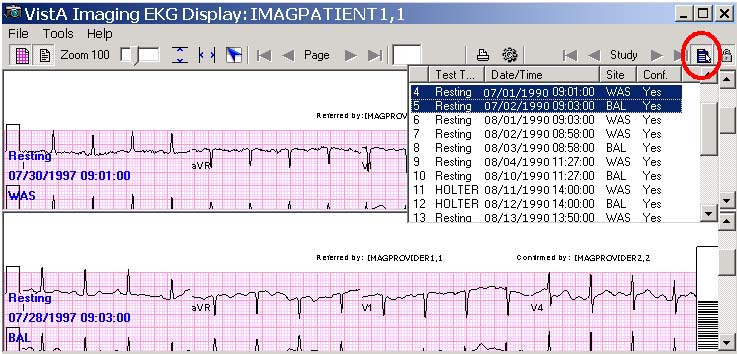 VistA Imaging EKG Display: IMAGPATIENT1,1
File Tools Help
Zoom 100 Page Study
Test T... Date/Time Site Conf.
4 Resting 07/01/1990 09:01:00 WAS Yes
5 Resting 07/02/1990 09:03:00 BAL Yes
6 Resting 08/01/1990 09:03:00 WAS Yes
7 Resting 08/02/1990 08:58:00 WAS Yes
8 Resting 08/03/1990 08:58:00 BAL Yes
9 Resting 09/04/1990 11:27:00 WAS Yes
10 Resting 08/10/1990 11:27:00 BAL Yes
11 HOLTER 08/11/1990 14:00:00 WAS Yes
12 HOLTER 08/12/1990 14:00:00 BAL Yes
13 Resting 08/13/1990 13:50:00 WAS Yes
Referred by: IMAGPROVIDER
Resting
07/30/1997 09:01:00
WAS
aVR
V1
Referred by: IMAGPROVIDER1,1 Confirmed by: IMAGPROVIDER2,2
Resting
07/28/1997 09:03:00
BAL
aVR
V1
V4